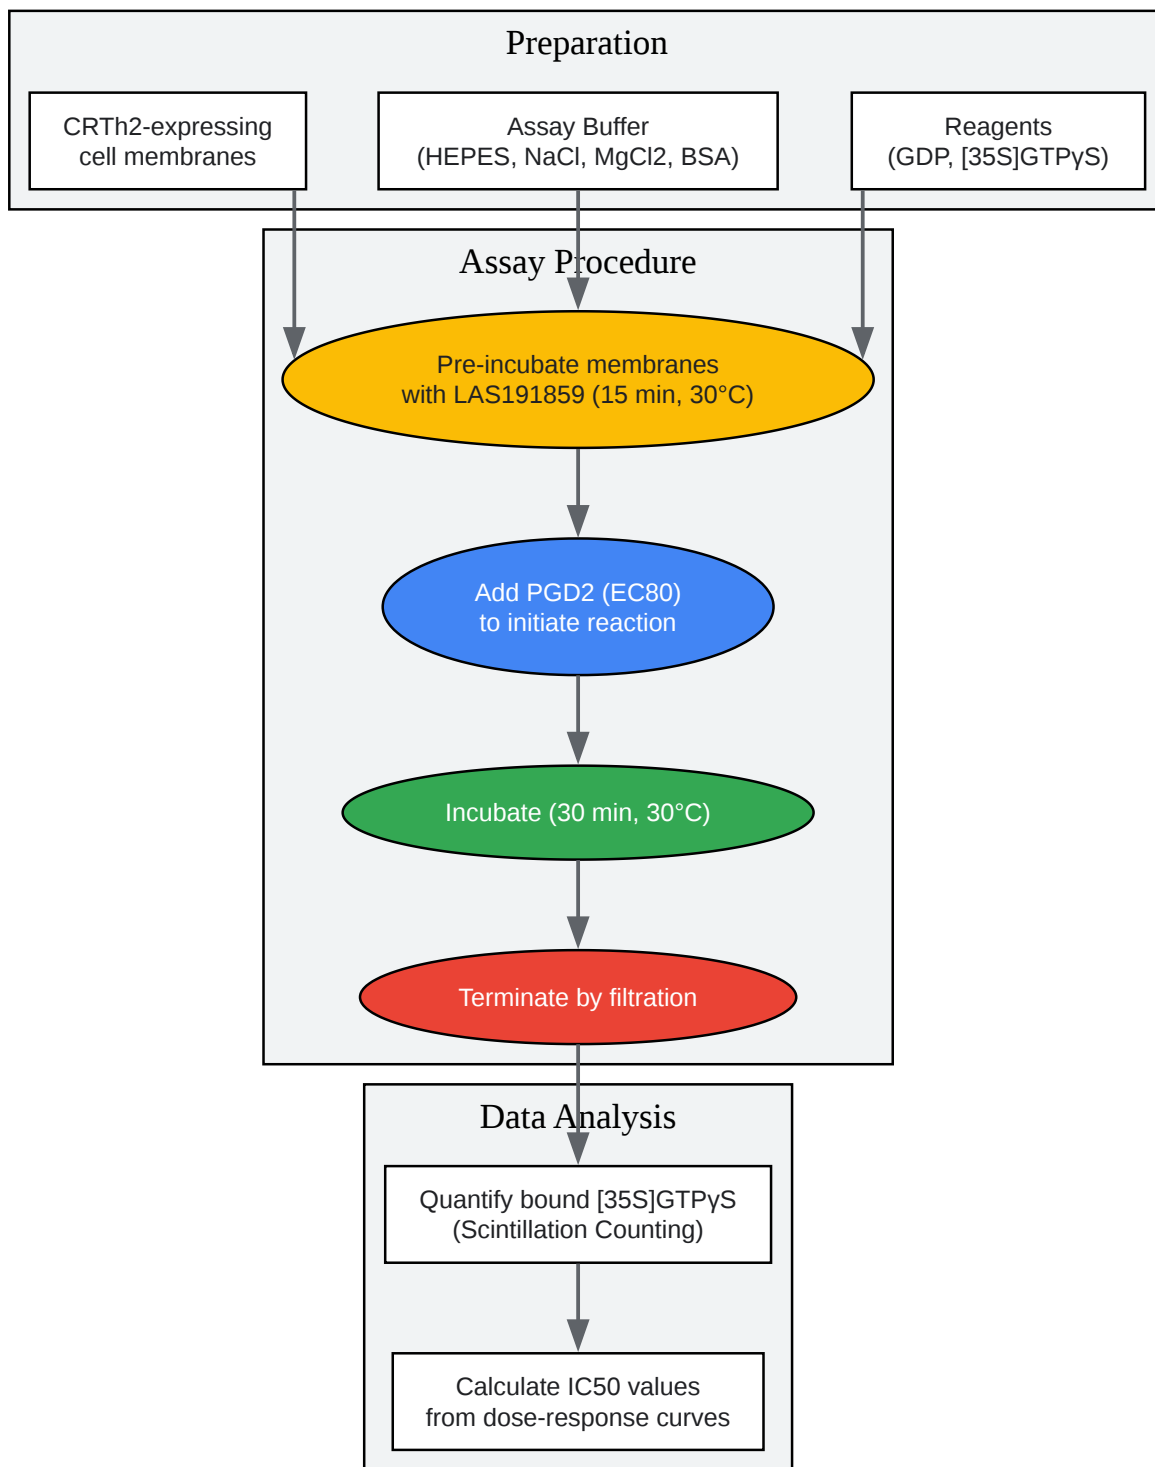 Preparation
CRTh2-expressing
cell membranes
Assay Buffer
(HEPES, NaCl, MgCl2, BSA)
Reagents
(GDP, [35S]GTPγS)
Assay Procedure
Pre-incubate membranes
with LAS191859 (15 min, 30°C)
Add PGD2 (EC80)
to initiate reaction
Incubate (30 min, 30°C)
Terminate by filtration
Data Analysis
Quantify bound [35S]GTPγS
(Scintillation Counting)
Calculate IC50 values
from dose-response curves